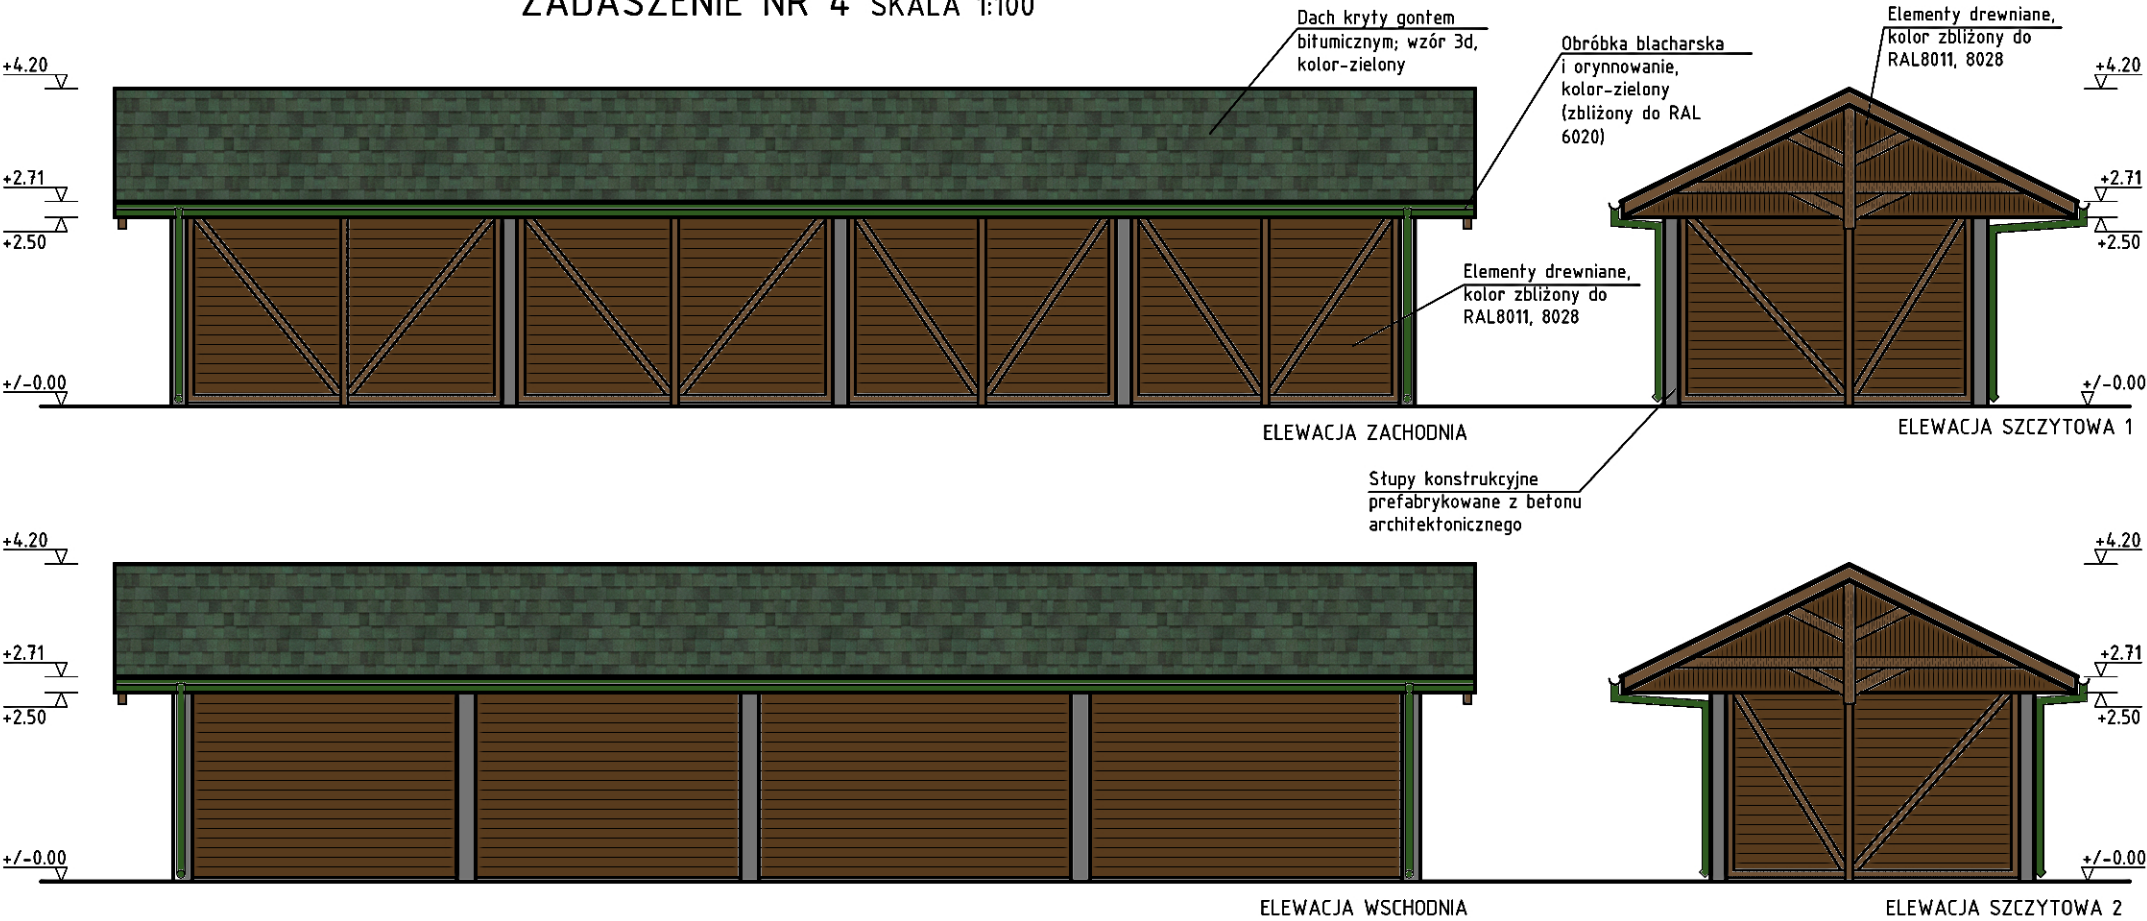 ZADASZENIE NR 4 SKALA 1:100
Dach kryty gontem
bitumicznym; wzór 3d,
kolor-zielony
Obróbka blacharska
i orynnowanie,
kolor-zielony
(zbliżony do RAL
6020)
Elementy drewniane,
kolor zbliżony do
RAL8011, 8028
+4.20
+2.71
+2.50
+/-0.00
Elementy drewniane,
kolor zbliżony do
RAL8011, 8028
+4.20
+2.71
+2.50
+/-0.00
ELEWACJA ZACHODNIA
ELEWACJA SZCZYTOWA 1
Słupy konstrukcyjne
prefabrykowane z betonu
architektonicznego
+4.20
+2.71
+2.50
+/-0.00
+4.20
+2.71
+2.50
+/-0.00
ELEWACJA WSCHODNIA
ELEWACJA SZCZYTOWA 2